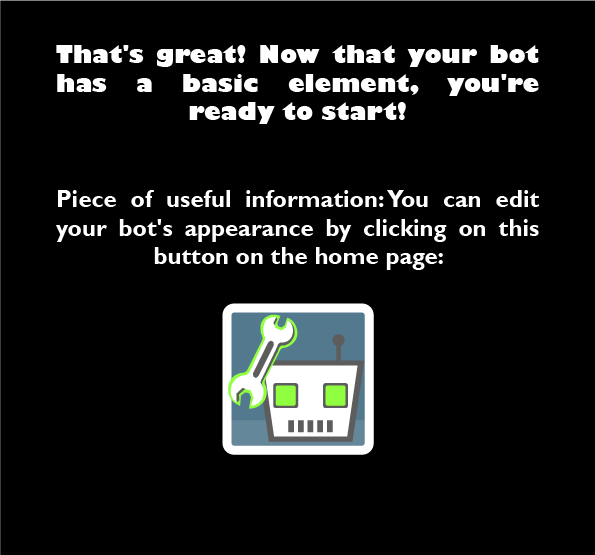 That's great! Now that your bot
has a basic element, you're
ready to start!
Piece of useful information: You can edit
your bot's appearance by clicking on this
button on the home page: